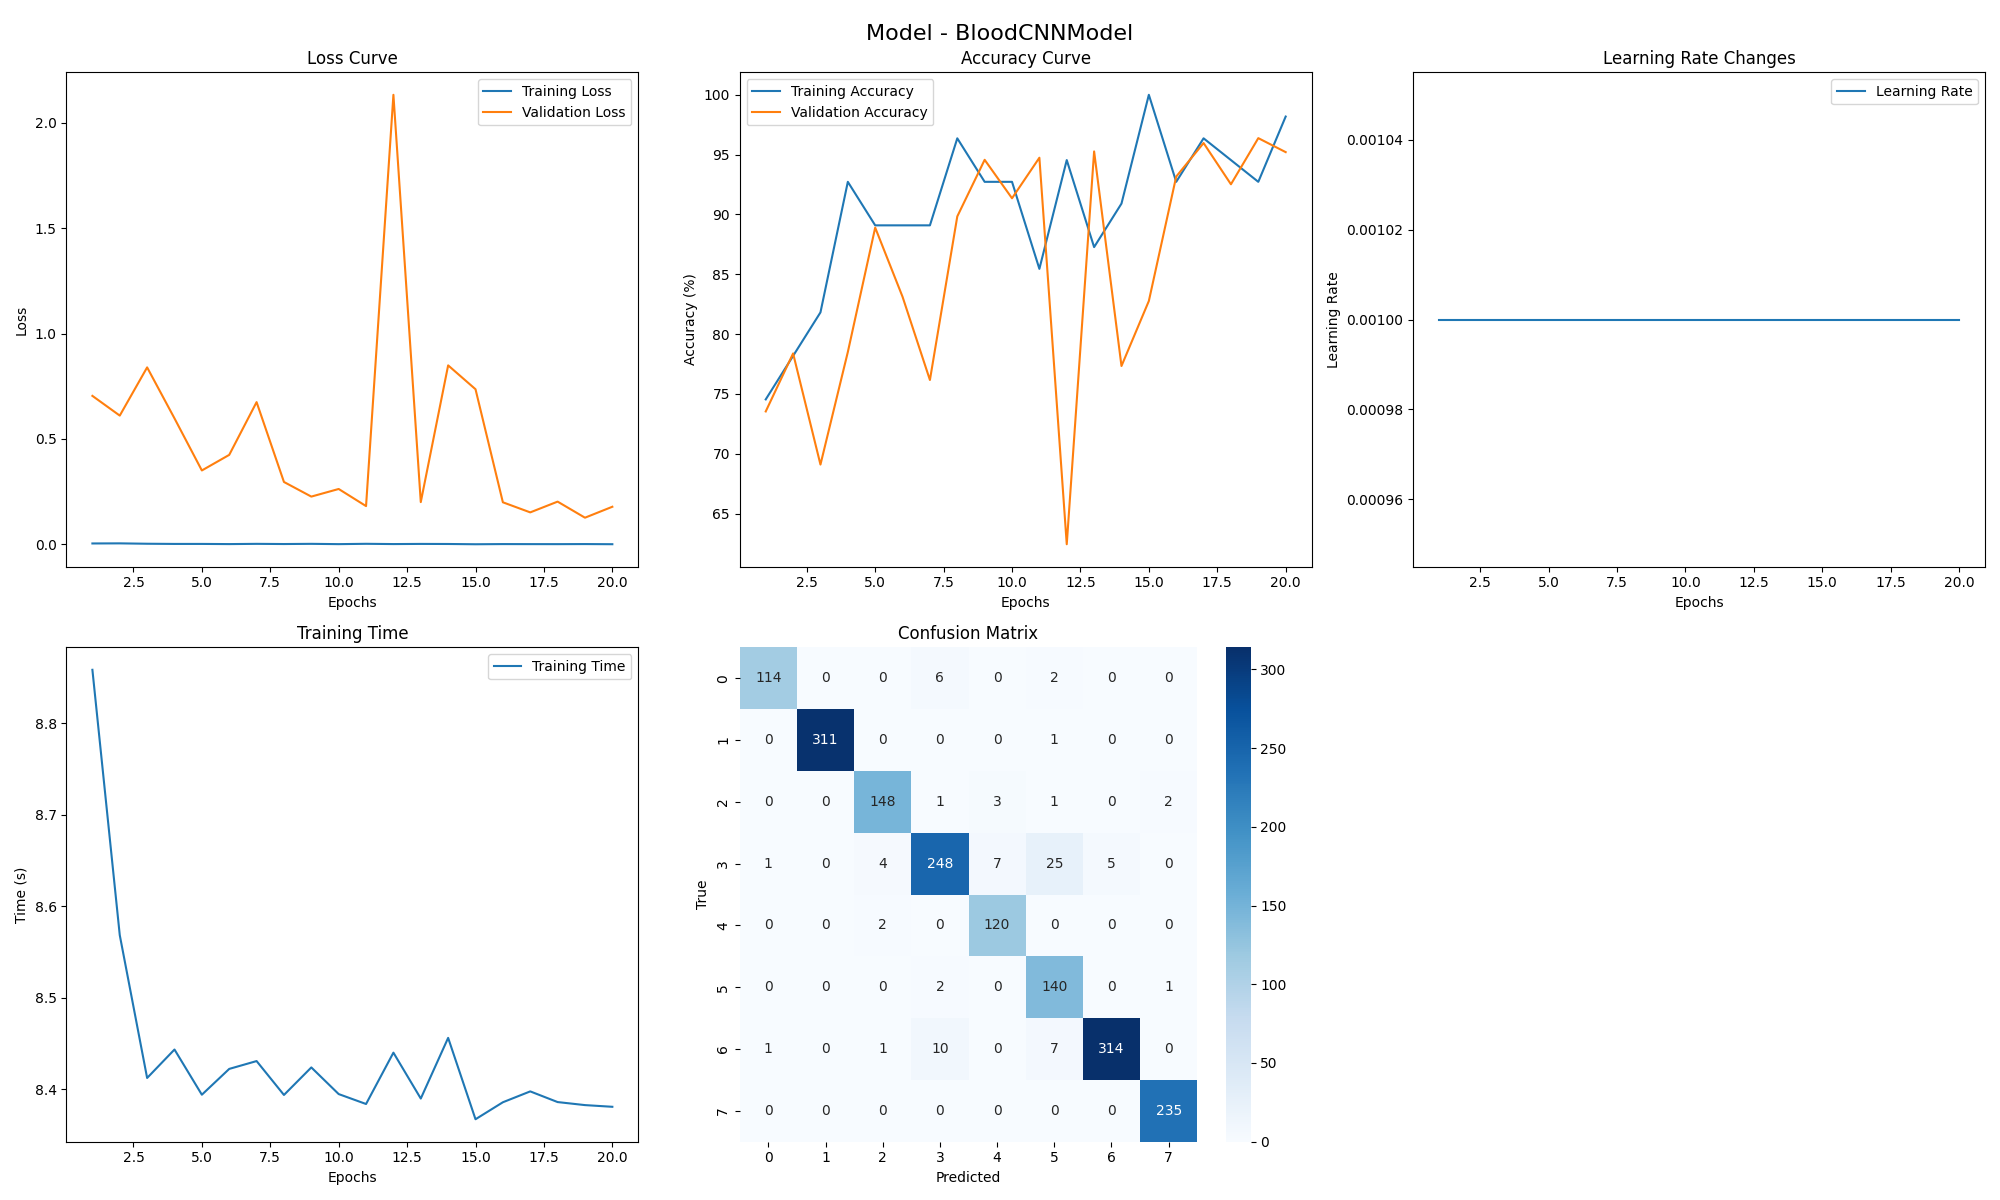 Model - BloodCNNModel
Loss Curve
Training Loss
Validation Loss
2.0
1.5
1.0
0.5
0.0
Loss
2.5 5.0 7.5 10.0 12.5 15.0 17.5 20.0
Epochs
Accuracy Curve
Training Accuracy
Validation Accuracy
100
95
90
85
80
75
70
65
Accuracy (%)
2.5 5.0 7.5 10.0 12.5 15.0 17.5 20.0
Epochs
Learning Rate Changes
Learning Rate
0.00104
0.00102
0.00100
0.00098
0.00096
Learning Rate
2.5 5.0 7.5 10.0 12.5 15.0 17.5 20.0
Epochs
Training Time
Training Time
8.8
8.7
8.6
8.5
8.4
Time (s)
2.5 5.0 7.5 10.0 12.5 15.0 17.5 20.0
Epochs
Confusion Matrix
0 114 0 0 6 0 2 0 0
1 0 311 0 0 0 1 0 0
2 0 0 148 1 3 1 0 2
3 1 0 4 248 7 25 5 0
4 0 0 2 0 120 0 0 0
5 0 0 0 2 0 140 0 1
6 1 0 1 10 0 7 314 0
7 0 0 0 0 0 0 0 235
True
0 1 2 3 4 5 6 7
Predicted
300
250
200
150
100
50
0